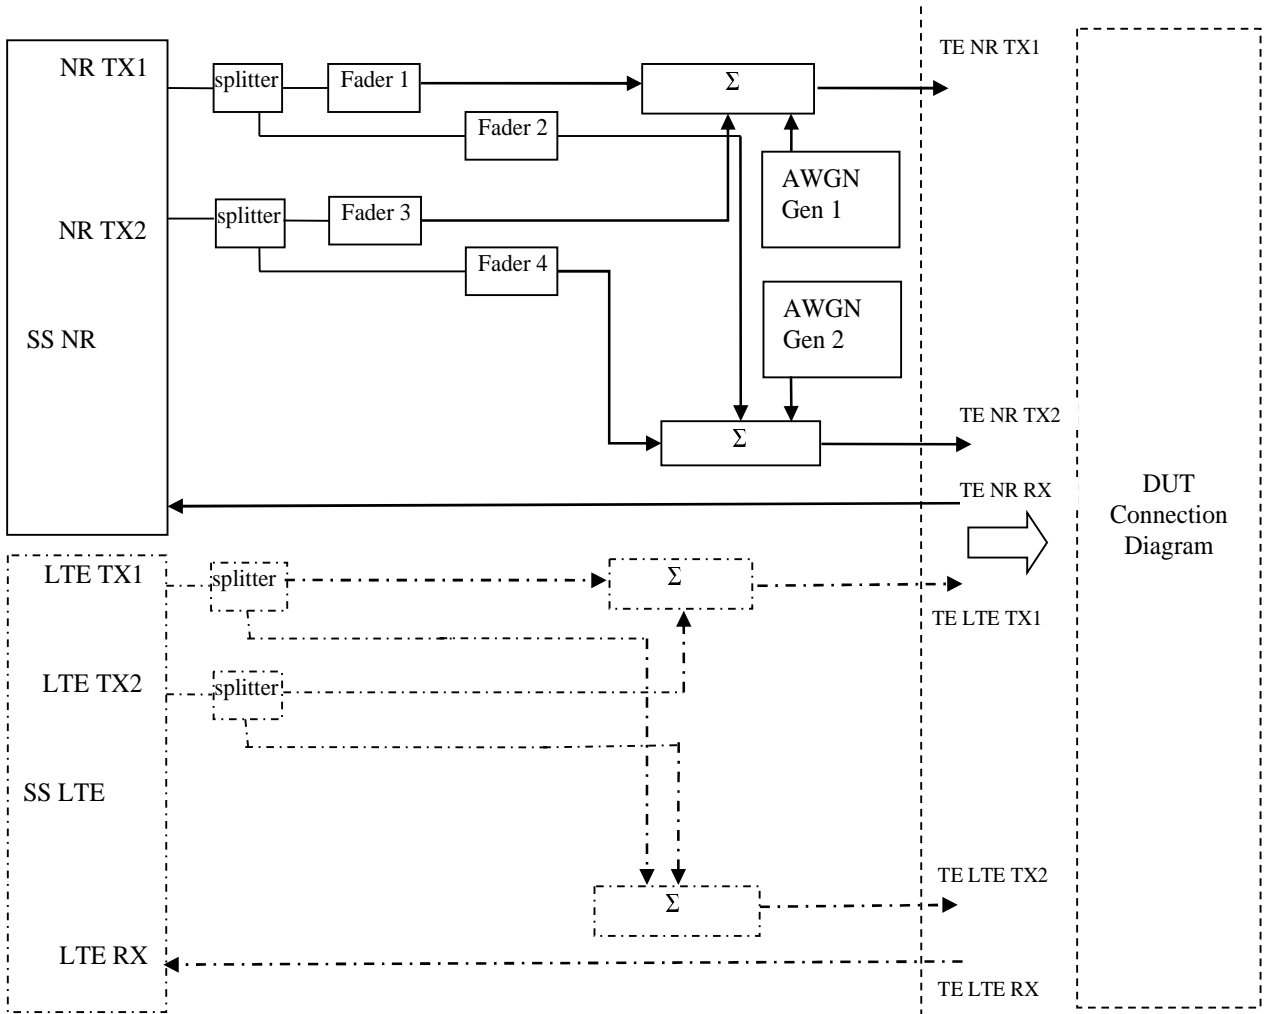 TE NR TX1
NR TX1
splitter
Fader 1
Σ
Fader 2
AWGN
Gen 1
NR TX2
splitter
Fader 3
Fader 4
AWGN
Gen 2
SS NR
TE NR TX2
Σ
TE NR RX
DUT
Connection
Diagram
LTE TX1
splitter
Σ
TE LTE TX1
LTE TX2
splitter
SS LTE
TE LTE TX2
Σ
LTE RX
TE LTE RX